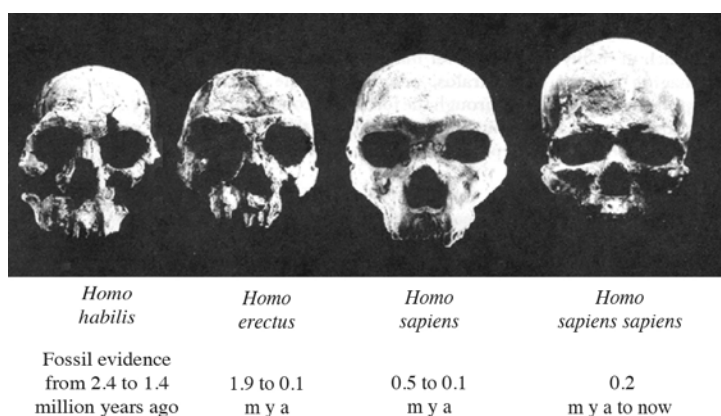 Homo
habilis
Homo
erectus
Homo
sapiens
Homo
sapiens sapiens
Fossil evidence
from 2.4 to 1.4
million years ago
1.9 to 0.1
m y a
0.5 to 0.1
m y a
0.2
m y a to now